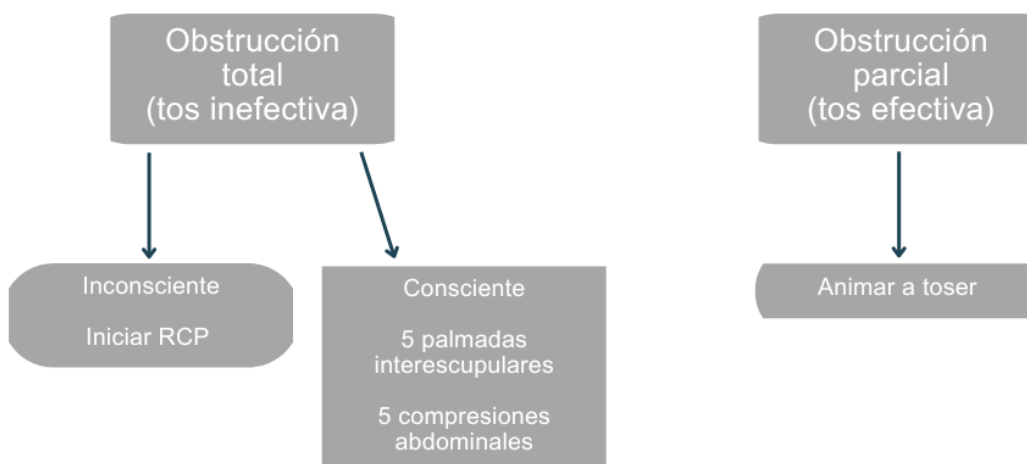 Obstrucción
total
(tos inefectiva)
Obstrucción
parcial
(tos efectiva)
Inconsciente
Iniciar RCP
Consciente
5 palmadas
interescupulares
5 compresiones
abdominales
Animar a toser